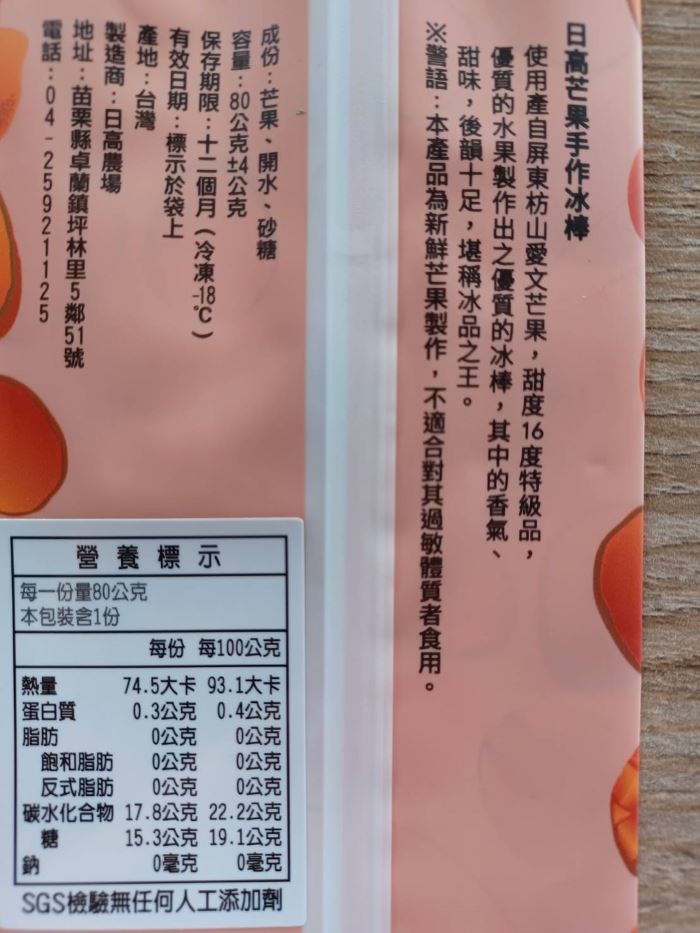 日高芒果手作冰棒
使用產自屏東枋山愛文芒果，甜度16度特級品，
優質的水果製作出之優質的冰棒，其中的香氣、
甜味，後韻十足，堪稱冰品之王。
※警語：本產品為新鮮芒果製作，不適合對其過敏體質者食用。
成份：芒果、開水、砂糖
容量：80公克±4公克
保存期限：十二個月(冷凍-18℃)
有效日期：標示於袋上
產地：台灣
製造商：日高農場
地址：苗栗縣卓蘭鎮坪林里5鄰51號
電話：04-25921125
營養標示
每一份量80公克
本包裝含1份
每份 每100公克
熱量 74.5大卡 93.1大卡
蛋白質 0.3公克 0.4公克
脂肪 0公克 0公克
飽和脂肪 0公克 0公克
反式脂肪 0公克 0公克
碳水化合物 17.8公克 22.2公克
糖 15.3公克 19.1公克
鈉 0毫克 0毫克
SGS檢驗無任何人工添加劑